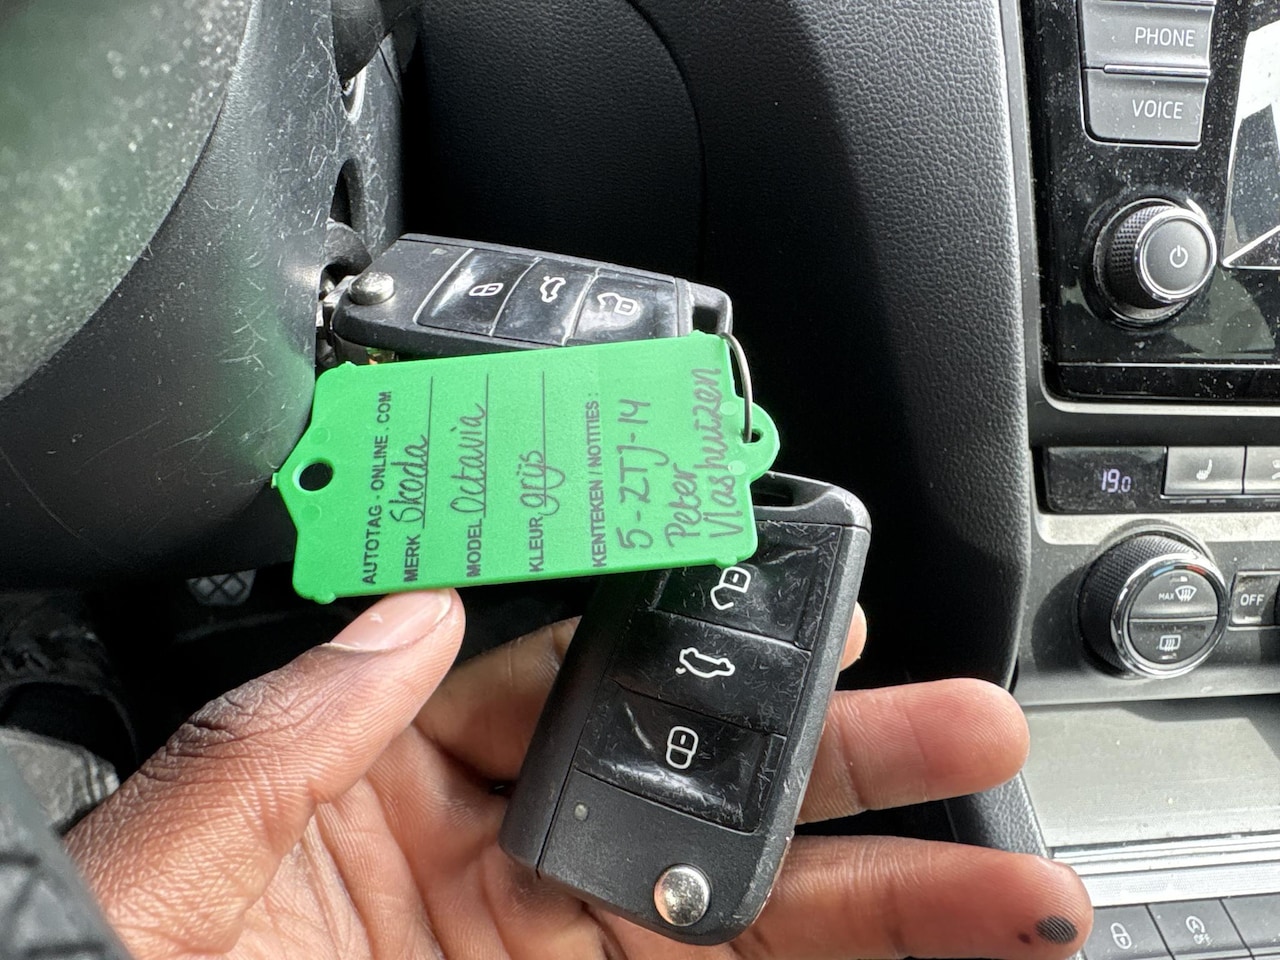 PHONE
VOICE
AUTOTAG-ONLINE.COM
MERK Skoda
MODEL Octavia
KLEUR grijs
KENTEKEN / NOTITIES:
5-ZTJ-14
Peter
Vlashuizen
19.0
MAX
OFF
OFF